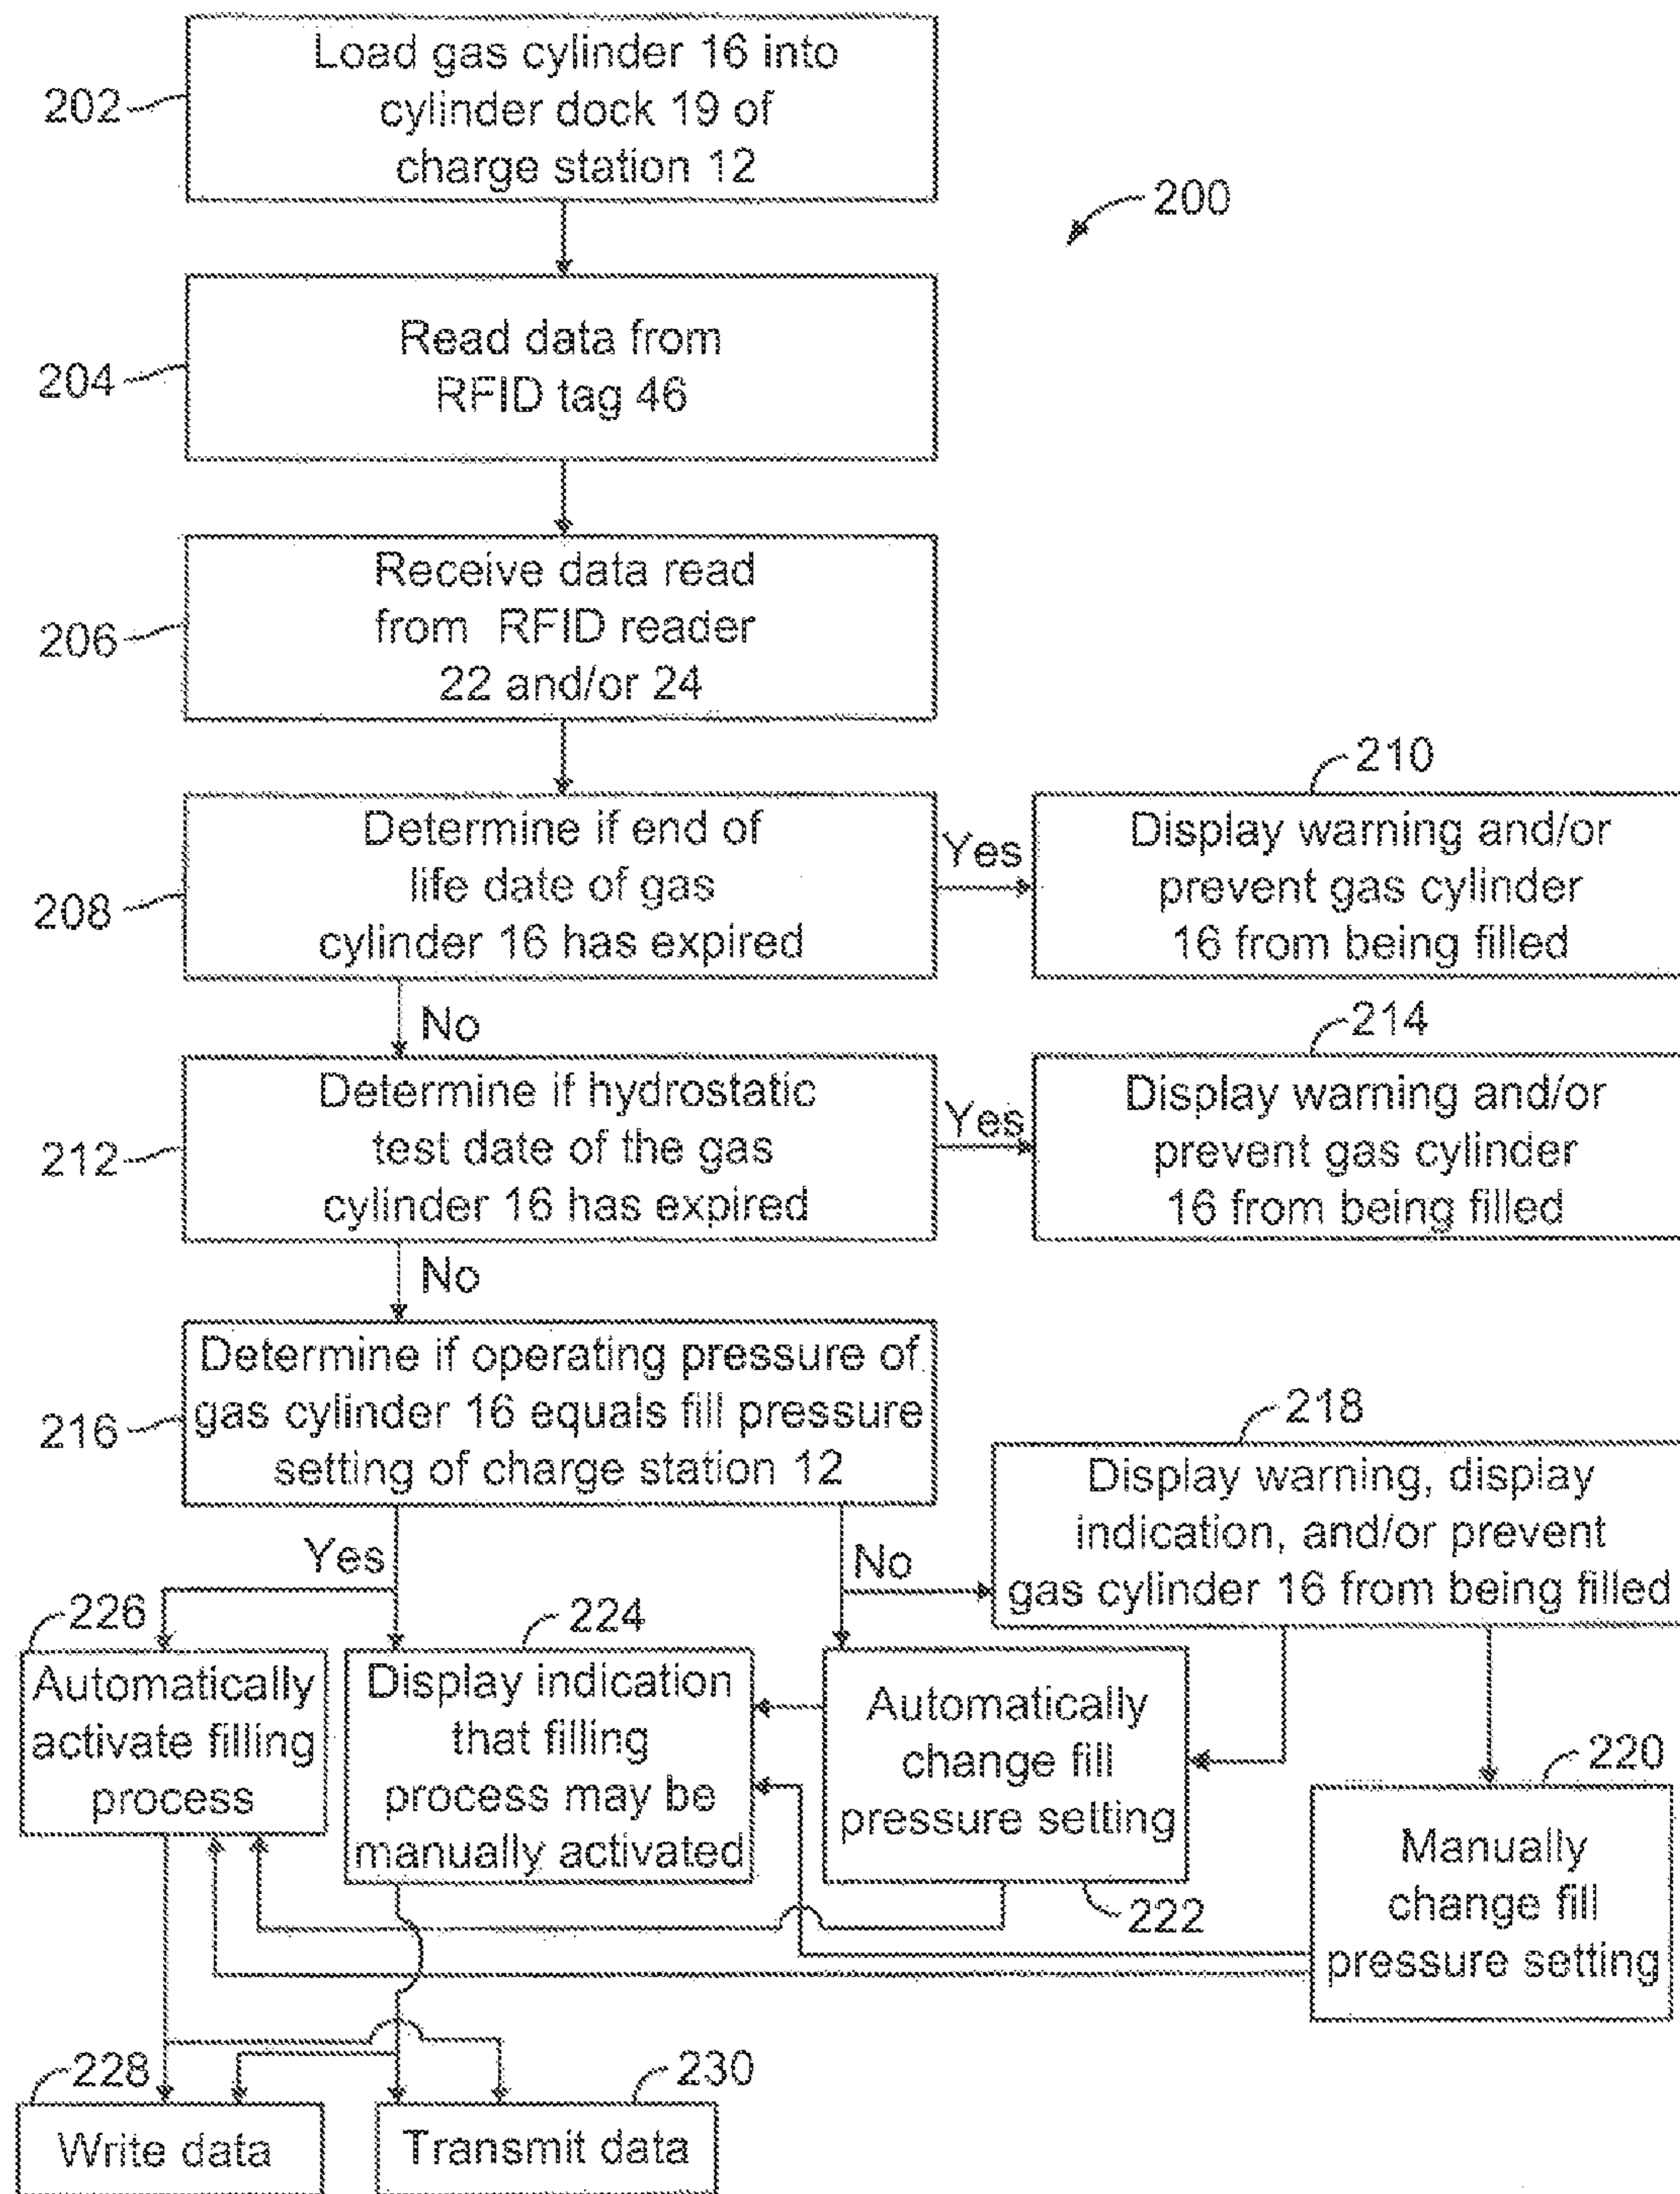 Load gas cylinder 16 into
cylinder dock 19 of
charge station 12
202
200
Read data from
RFID tag 46
204
Receive data read
from RFID reader
22 and/or 24
206
Determine if end of
life date of gas
cylinder 16 has expired
208
Yes
210
Display warning and/or
prevent gas cylinder
16 from being filled
No
Determine if hydrostatic
test date of the gas
cylinder 16 has expired
212
Yes
214
Display warning and/or
prevent gas cylinder
16 from being filled
No
Determine if operating pressure of
gas cylinder 16 equals fill pressure
setting of charge station 12
216
218
Display warning, display
indication, and/or prevent
gas cylinder 16 from being filled
Yes
No
226
Automatically
activate filling
process
224
Display indication
that filling
process may be
manually activated
Automatically
change fill
pressure setting
222
220
Manually
change fill
pressure setting
228
Write data
230
Transmit data